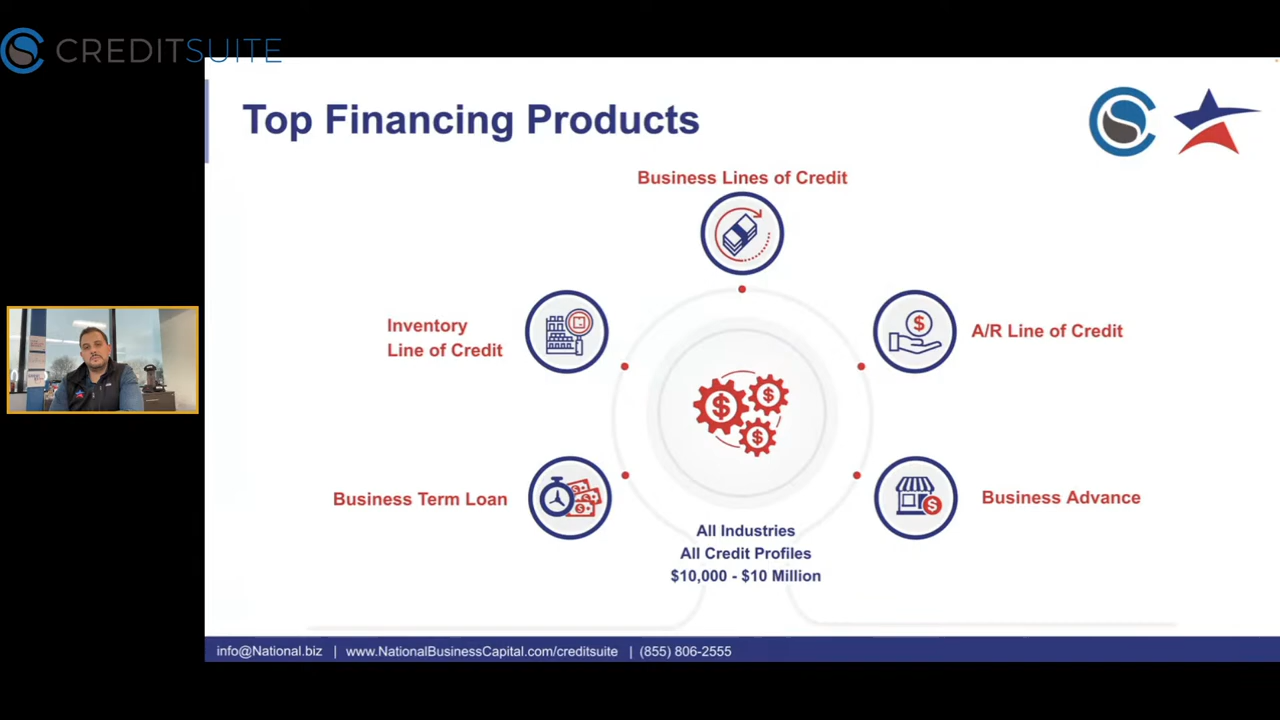 CREDITSUITE
Top Financing Products
Business Lines of Credit
Inventory
Line of Credit
A/R Line of Credit
Business Term Loan
Business Advance
All Industries
All Credit Profiles
$10,000 - $10 Million
info@National.biz | www.NationalBusinessCapital.com/creditsuite | (855) 806-2555